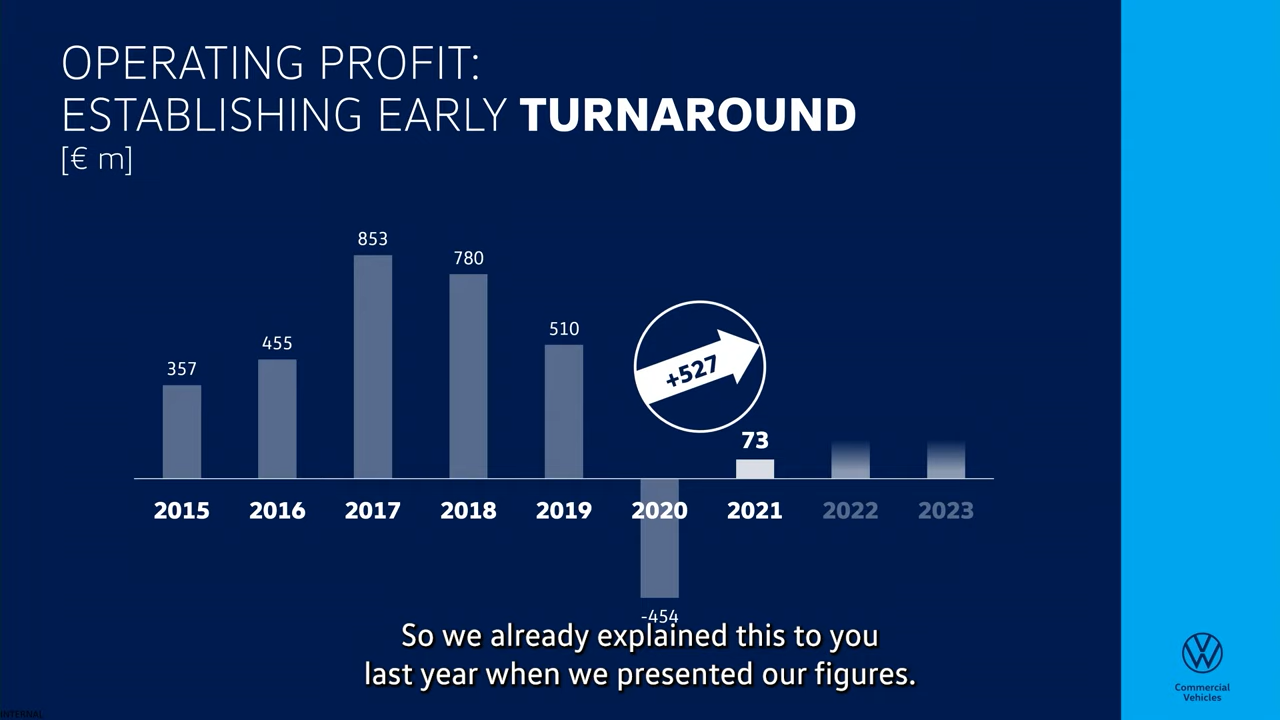 OPERATING PROFIT:
ESTABLISHING EARLY TURNAROUND
[€ m]
853
780
510
455
357
+527
73
2015 2016 2017 2018 2019 2020 2021 2022 2023
-454
So we already explained this to you
last year when we presented our figures.
Commercial
Vehicles
INTERNAL